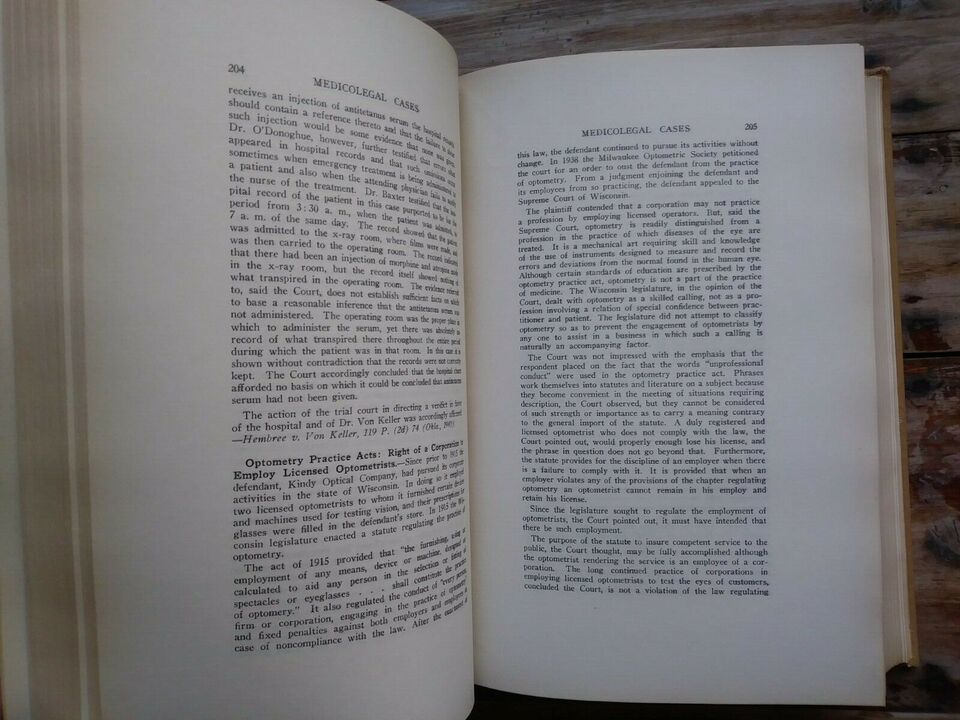 204
MEDICOLEGAL CASES
receives an injection of antitetanus serum the hospital records
should contain a reference thereto and that the failure to show
such injection would be some evidence that none was given.
Dr. O'Donoghue, however, further testified that errors often
appeared in hospital records and that such omissions occur
sometimes when emergency treatment is being administered
a patient and also when the attending physician fails to notify
the nurse of the treatment. Dr. Baxter testified that the hos-
pital record of the patient in this case purported to be for the
period from 3:30 a. m., when the patient was admitted, to
7 a. m. of the same day. The record showed that the patient
was admitted to the x-ray room, where films were made, and
was then carried to the operating room. The record indicated
that there had been an injection of morphine and atropine made
in the x-ray room, but the record itself showed nothing of
what transpired in the operating room. The evidence referred
to, said the Court, does not establish sufficient facts on which
to base a reasonable inference that the antitetanus serum was
not administered. The operating room was the proper place in
which to administer the serum, yet there was absolutely no
record of what transpired there throughout the entire period
during which the patient was in that room. In this case it is
shown without contradiction that the records were not correctly
kept. The Court accordingly concluded that the hospital chart
afforded no basis on which it could be concluded that antitetanus
serum had not been given.
The action of the trial court in directing a verdict in favor
of the hospital and of Dr. Von Keller was accordingly affirmed.
—Hembree v. Von Keller, 119 P. (2d) 74 (Okla., 1941)
Optometry Practice Acts: Right of a Corporation to
Employ Licensed Optometrists.—Since prior to 1915 the
defendant, Kindy Optical Company, had pursued its corporate
activities in the state of Wisconsin. In doing so it employed
two licensed optometrists to whom it furnished certain devices
and machines used for testing vision, and their prescriptions for
glasses were filled in the defendant's store. In 1915 the Wis-
consin legislature enacted a statute regulating the practice of
optometry.
The act of 1915 provided that "the furnishing, using or
employment of any means, device or machine, designed or
calculated to aid any person in the selection or fitting of
spectacles or eyeglasses . . . shall constitute the practice
of optomery." It also regulated the conduct of "every person,
firm or corporation, engaging in the practice of optometry
and fixed penalties against both employers and employees in
case of noncompliance with the law. After the enactment of
MEDICOLEGAL CASES
205
this law, the defendant continued to pursue its activities without
change. In 1938 the Milwaukee Optometric Society petitioned
the court for an order to oust the defendant from the practice
of optometry. From a judgment enjoining the defendant and
its employees from so practicing, the defendant appealed to the
Supreme Court of Wisconsin.
The plaintiff contended that a corporation may not practice
a profession by employing licensed operators. But, said the
Supreme Court, optometry is readily distinguished from a
profession in the practice of which diseases of the eye are
treated. It is a mechanical art requiring skill and knowledge
of the use of instruments designed to measure and record the
errors and deviations from the normal found in the human eye.
Although certain standards of education are prescribed by the
optometry practice act, optometry is not a part of the practice
of medicine. The Wisconsin legislature, in the opinion of the
Court, dealt with optometry as a skilled calling, not as a pro-
fession involving a relation of special confidence between prac-
titioner and patient. The legislature did not attempt to classify
optometry so as to prevent the engagement of optometrists by
any one to assist in a business in which such a calling is
naturally an accompanying factor.
The Court was not impressed with the emphasis that the
respondent placed on the fact that the words "unprofessional
conduct" were used in the optometry practice act. Phrases
work themselves into statutes and literature on a subject because
they become convenient in the meeting of situations requiring
description, the Court observed, but they cannot be considered
of such strength or importance as to carry a meaning contrary
to the general import of the statute. A duly registered and
licensed optometrist who does not comply with the law, the
Court pointed out, would properly enough lose his license, and
the phrase in question does not go beyond that. Furthermore,
the statute provides for the discipline of an employer when there
is a failure to comply with it. It is provided that when an
employer violates any of the provisions of the chapter regulating
optometry an optometrist cannot remain in his employ and
retain his license.
Since the legislature sought to regulate the employment of
optometrists, the Court pointed out, it must have intended that
there be such employment.
The purpose of the statute to insure competent service to the
public, the Court thought, may be fully accomplished although
the optometrist rendering the service is an employee of a cor-
poration. The long continued practice of corporations in
employing licensed optometrists to test the eyes of customers,
concluded the Court, is not a violation of the law regulating